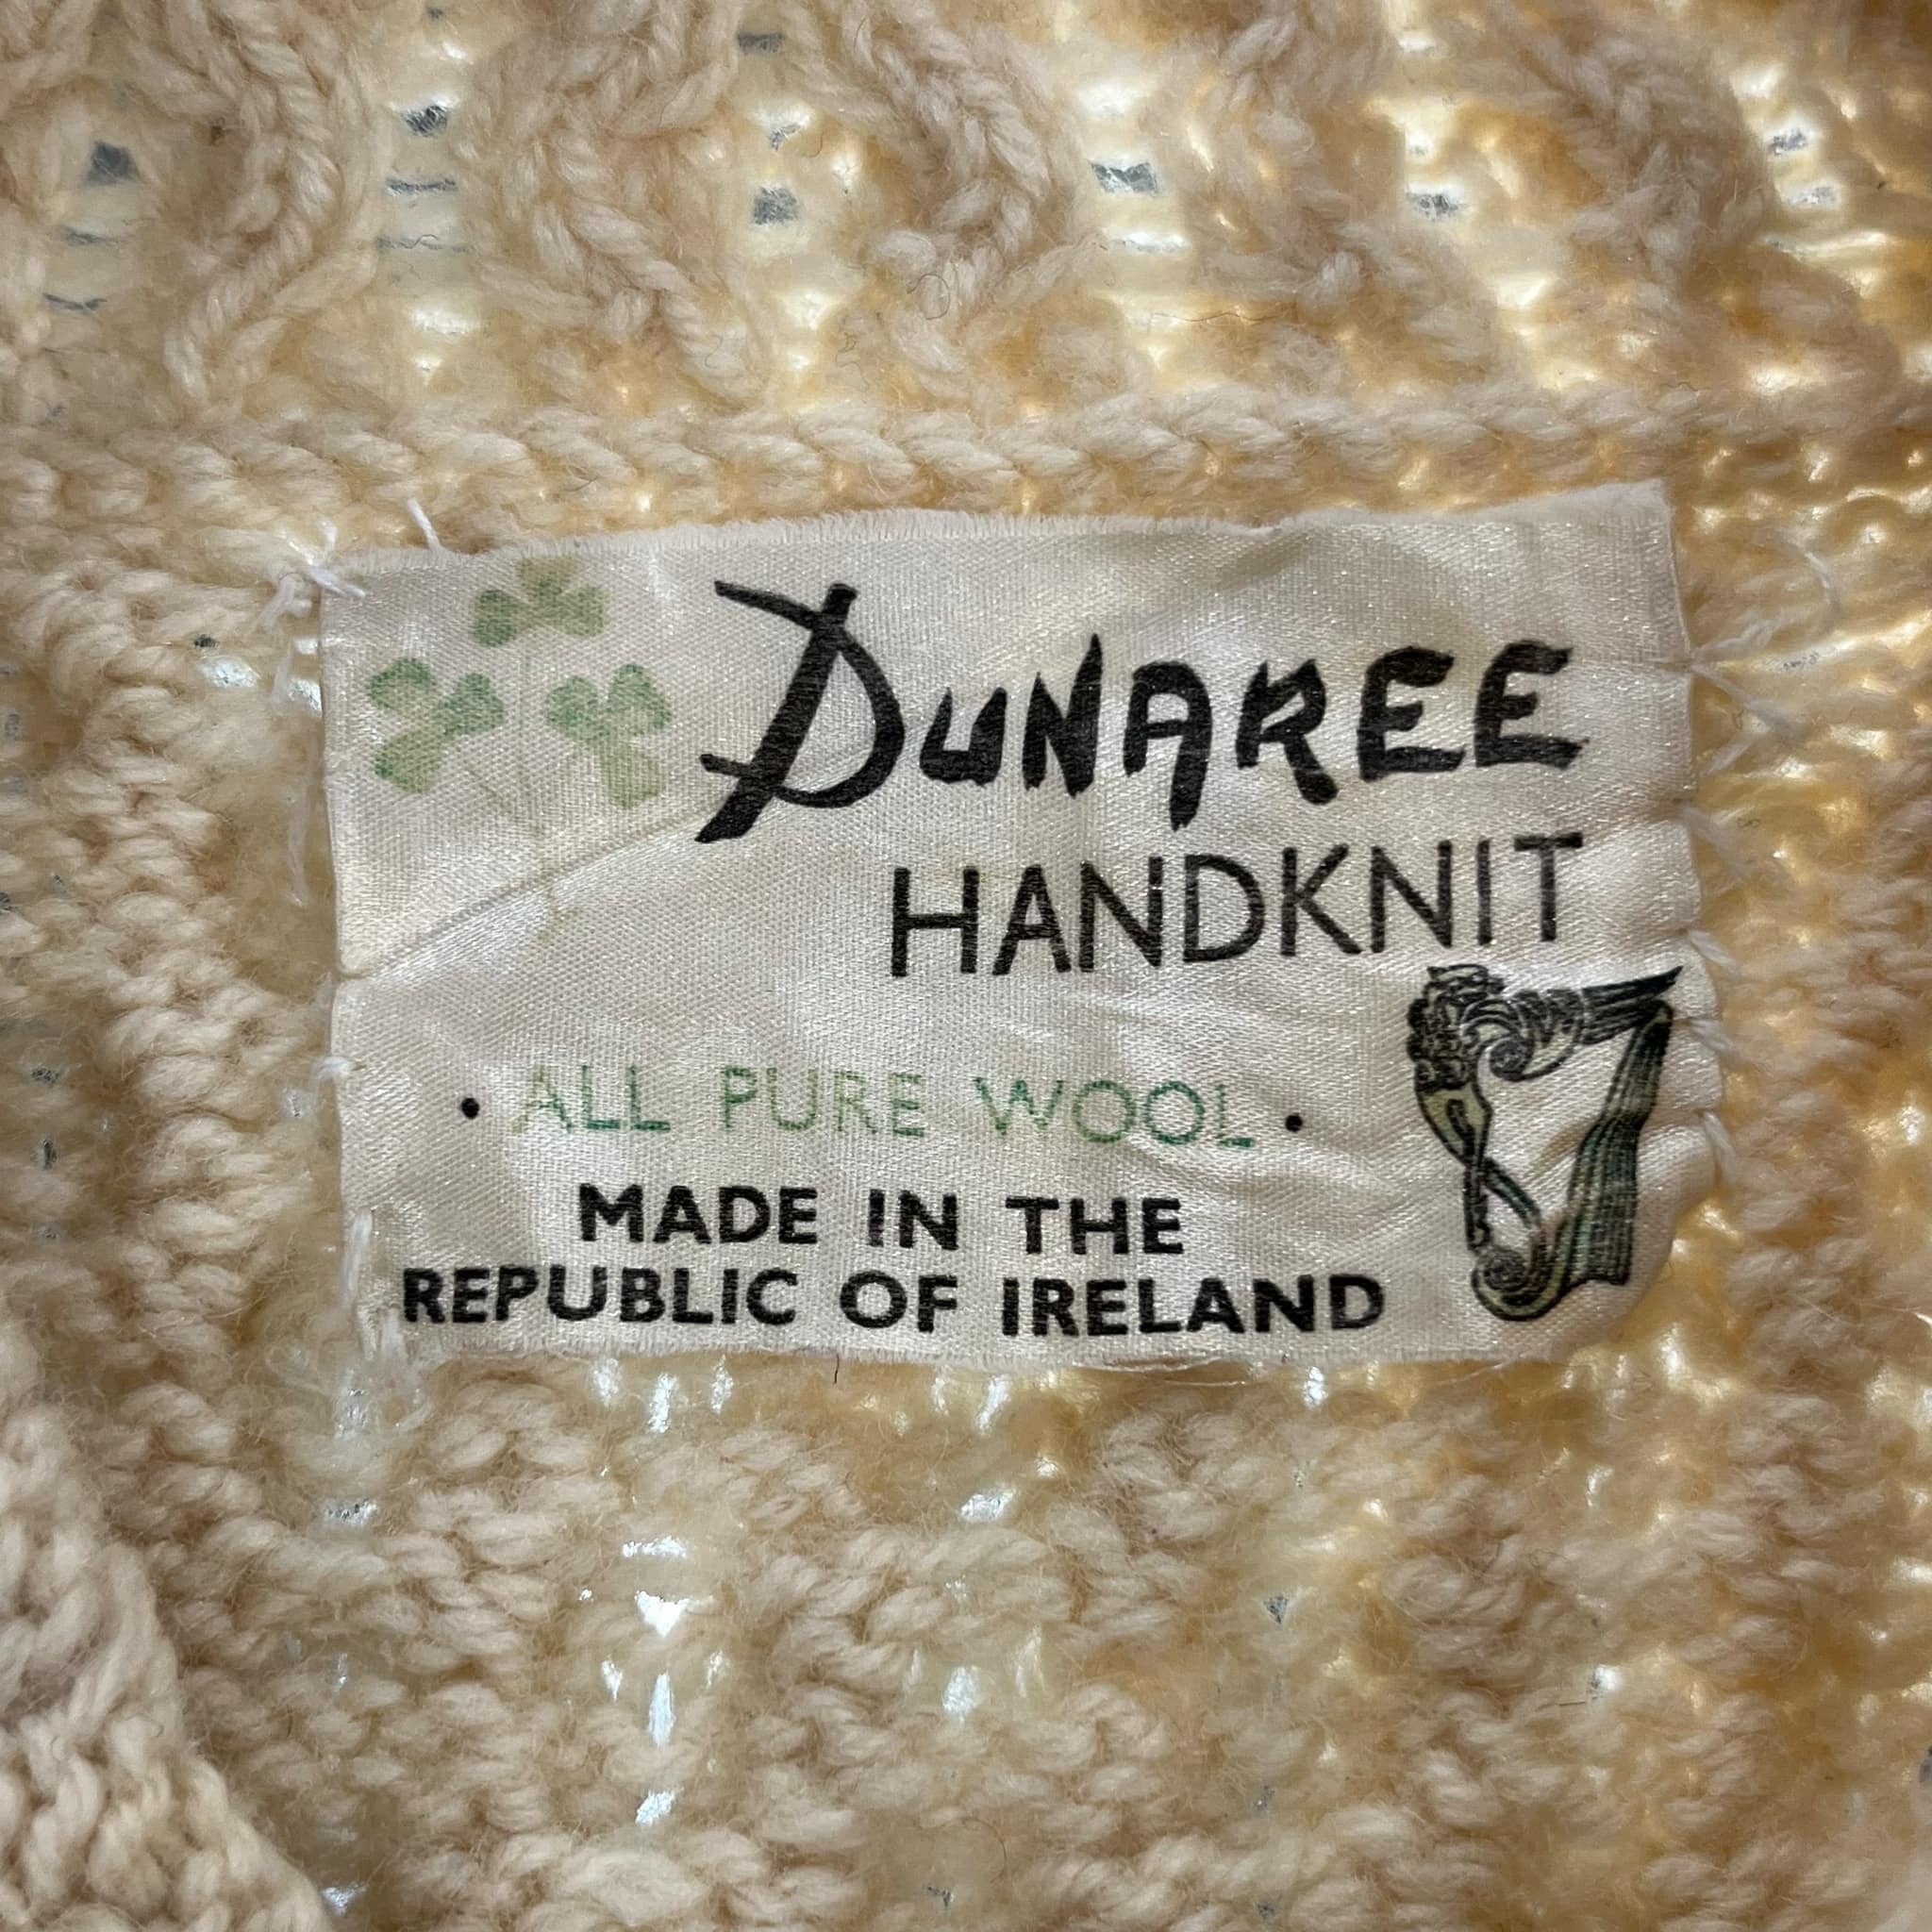 DUNAREE
HANDKNIT
• ALL PURE WOOL •
MADE IN THE
REPUBLIC OF IRELAND